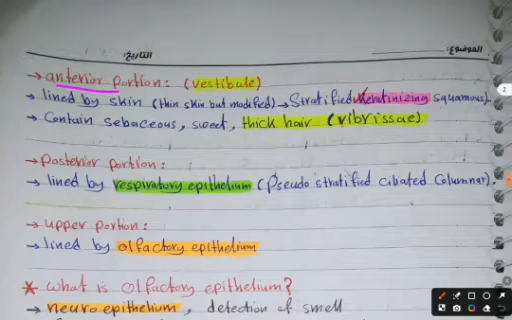 الموضوع: التاريخ:
→ anterior portion: (vestibule)
→ lined by skin (thin skin but modified) → Stratified Keratinizing squamous).
→ Contain sebaceous, sweet, thick hair (vibrissae)
→ Posterior portion:
→ lined by respiratory epithelium (Pseudo stratified ciliated Columnar).
→ upper portion:
→ lined by olfactory epithelium
* what is olfactory epithelium?
→ neuro epithelium, detection of smell